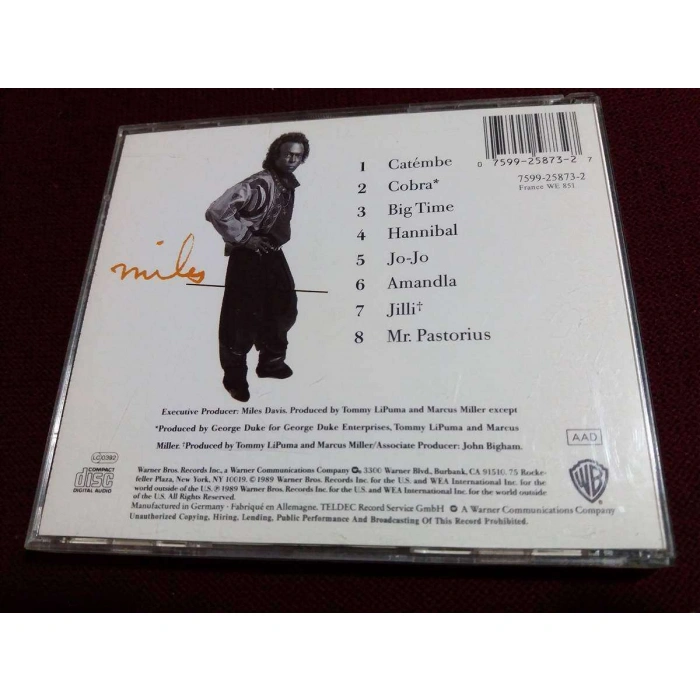 miles
1 Catémbe
2 Cobra*
3 Big Time
4 Hannibal
5 Jo-Jo
6 Amandla
7 Jilli†
8 Mr. Pastorius
0 7599-25873-2 7
7599-25873-2
France WE 851
Executive Producer: Miles Davis. Produced by Tommy LiPuma and Marcus Miller except
*Produced by George Duke for George Duke Enterprises, Tommy LiPuma and Marcus
Miller. †Produced by Tommy LiPuma and Marcus Miller/Associate Producer: John Bigham.
AAD
LC 0392
COMPACT
disc
DIGITAL AUDIO
Warner Bros. Records Inc., a Warner Communications Company 3300 Warner Blvd., Burbank, CA 91510. 75 Rocke-
feller Plaza, New York, NY 10019. © 1989 Warner Bros. Records Inc. for the U.S. and WEA International Inc. for the
world outside of the U.S. ℗ 1989 Warner Bros. Records Inc. for the U.S. and WEA International Inc. for the world outside
of the U.S. All Rights Reserved.
Manufactured in Germany · Fabriqué en Allemagne. TELDEC Record Service GmbH A Warner Communications Company
Unauthorized Copying, Hiring, Lending, Public Performance And Broadcasting Of This Record Prohibited.
WB